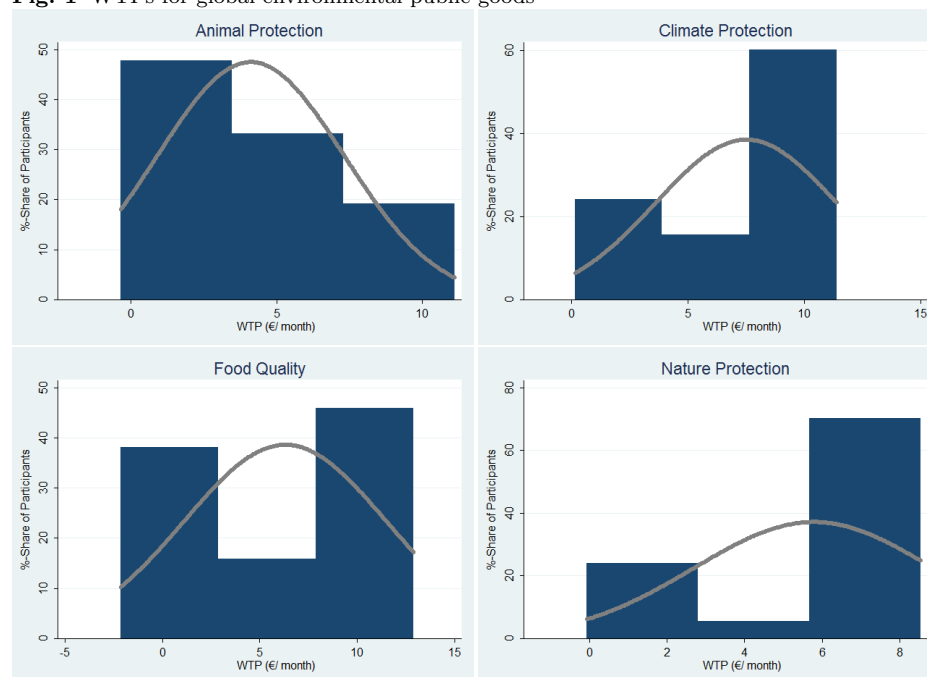 Fig. 1 WTPs for global environmental public goods
Animal Protection
%-Share of Participants
50
40
30
20
10
0
0 5 10
WTP (€/ month)
Climate Protection
%-Share of Participants
60
40
20
0
0 5 10 15
WTP (€/ month)
Food Quality
%-Share of Participants
50
40
30
20
10
0
-5 0 5 10 15
WTP (€/ month)
Nature Protection
%-Share of Participants
80
60
40
20
0
0 2 4 6 8
WTP (€/ month)